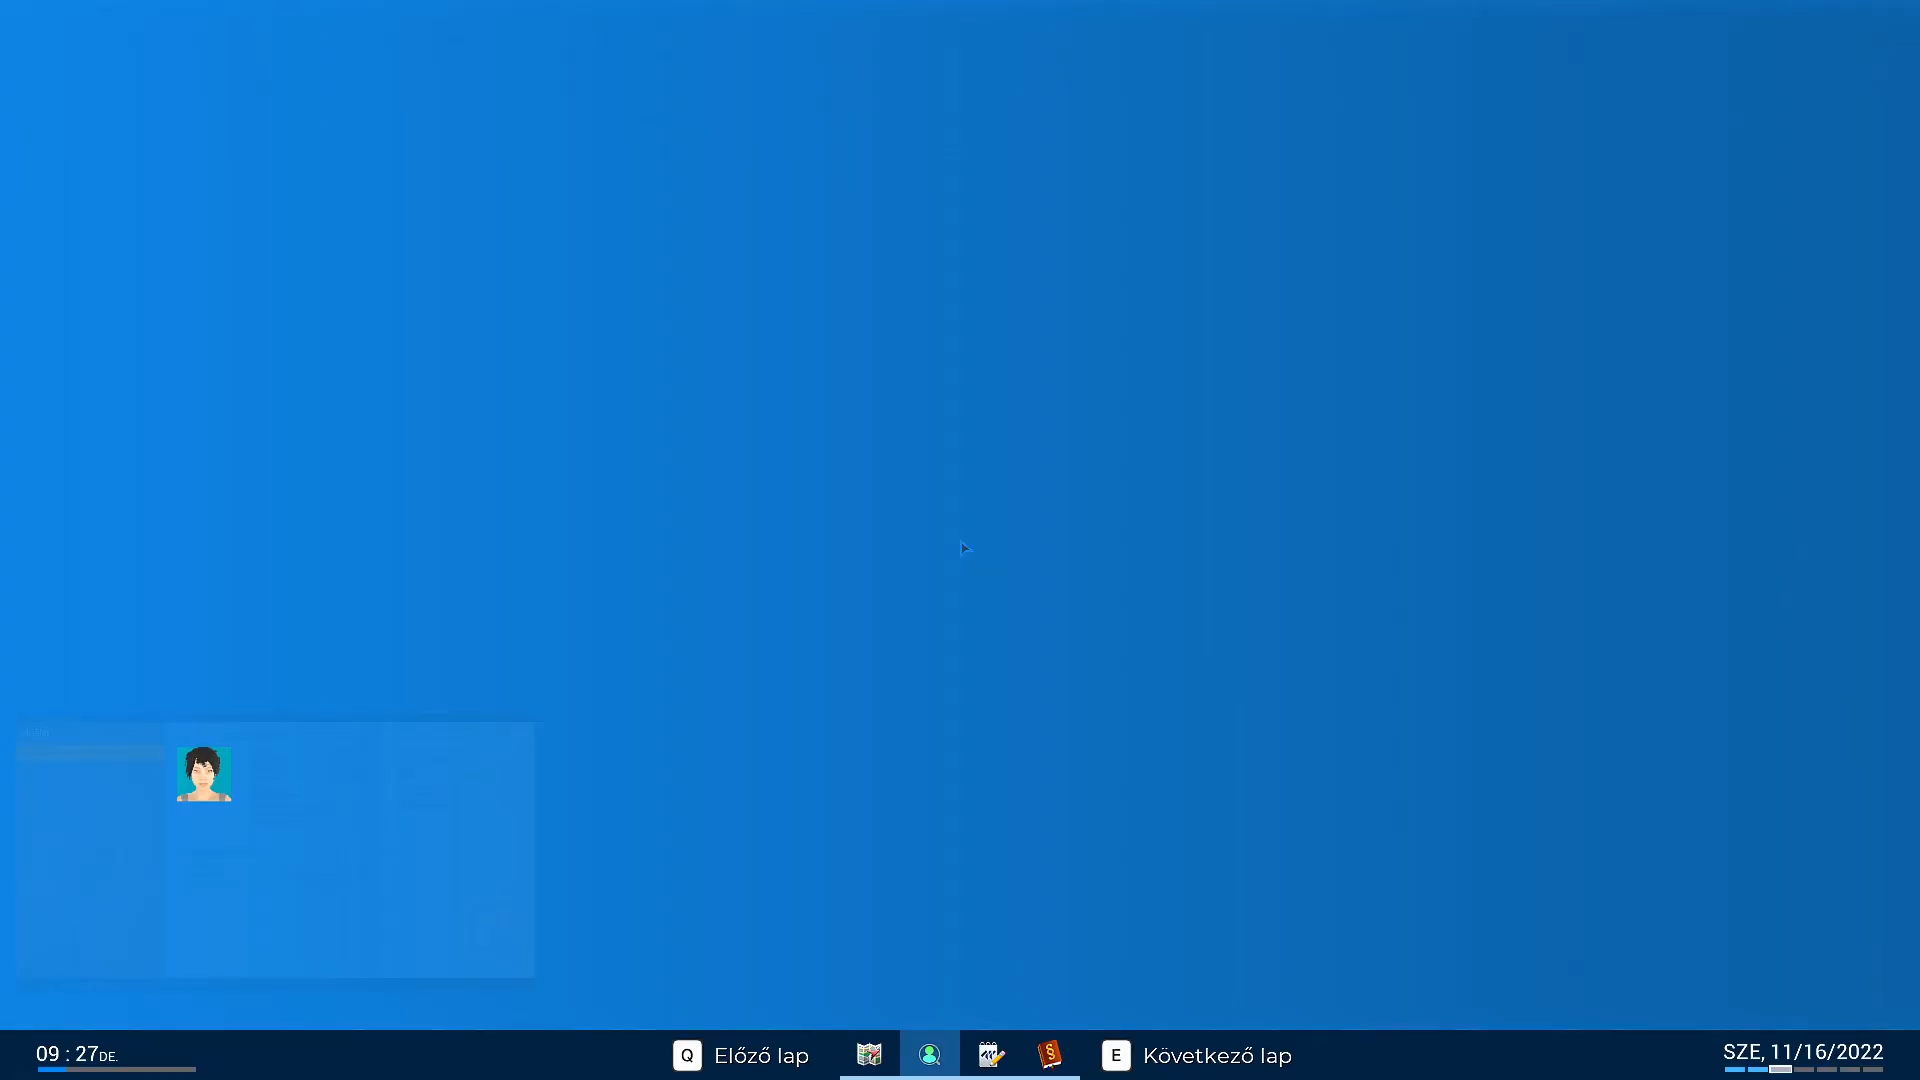 09 : 27DE.
Q Előző lap
E Következő lap
SZE, 11/16/2022